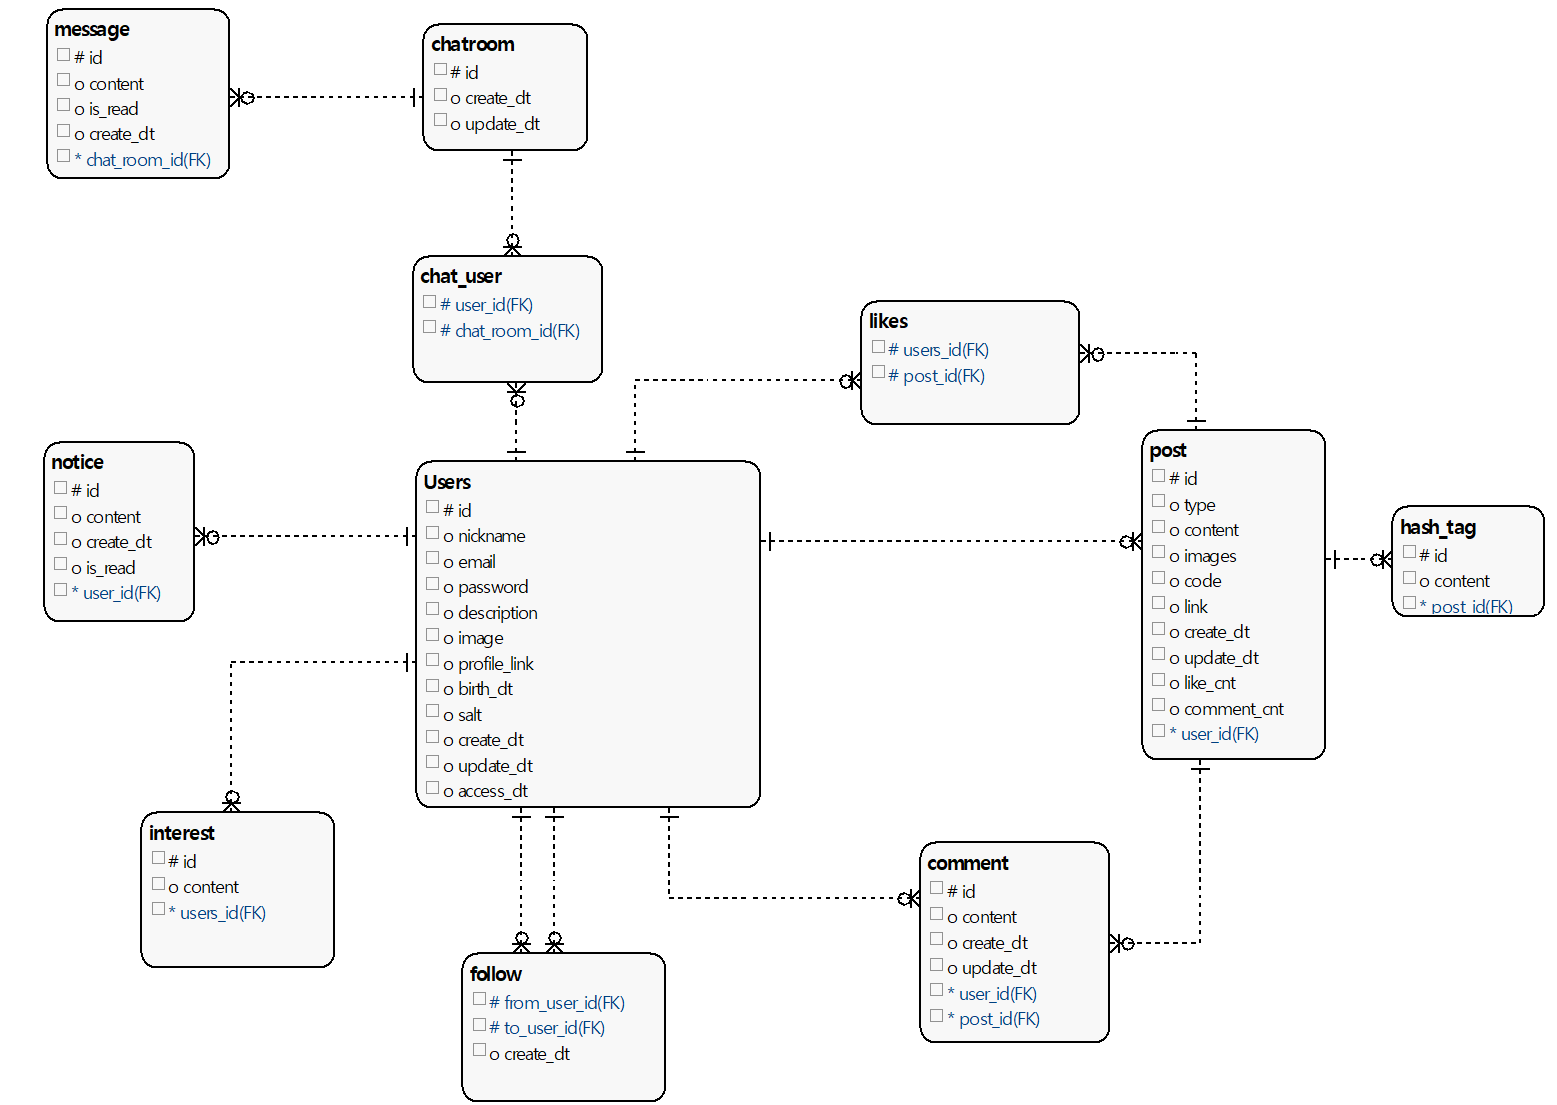 message
# id
o content
o is_read
o create_dt
* chat_room_id(FK)
chatroom
# id
o create_dt
o update_dt
chat_user
# user_id(FK)
# chat_room_id(FK)
likes
# users_id(FK)
# post_id(FK)
notice
# id
o content
o create_dt
o is_read
* user_id(FK)
Users
# id
o nickname
o email
o password
o description
o image
o profile_link
o birth_dt
o salt
o create_dt
o update_dt
o access_dt
post
# id
o type
o content
o images
o code
o link
o create_dt
o update_dt
o like_cnt
o comment_cnt
* user_id(FK)
hash_tag
# id
o content
* post_id(FK)
interest
# id
o content
* users_id(FK)
follow
# from_user_id(FK)
# to_user_id(FK)
o create_dt
comment
# id
o content
o create_dt
o update_dt
* user_id(FK)
* post_id(FK)